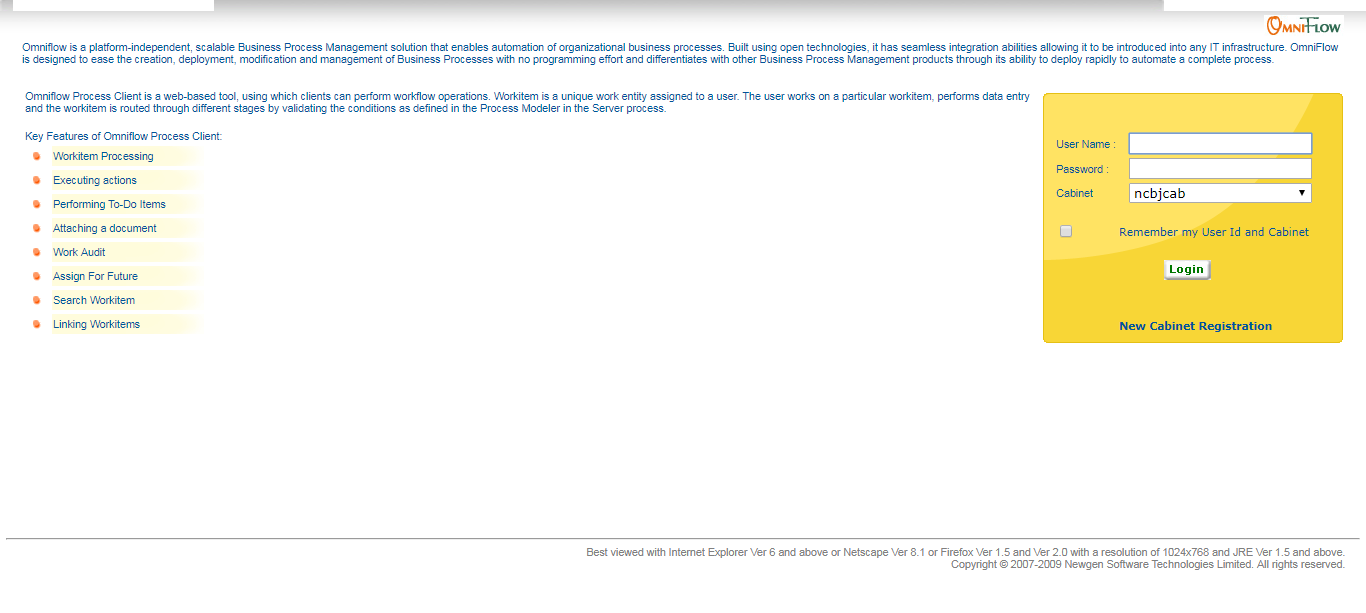 OMNIFLOW
Omniflow is a platform-independent, scalable Business Process Management solution that enables automation of organizational business processes. Built using open technologies, it has seamless integration abilities allowing it to be introduced into any IT infrastructure. OmniFlow
is designed to ease the creation, deployment, modification and management of Business Processes with no programming effort and differentiates with other Business Process Management products through its ability to deploy rapidly to automate a complete process.
Omniflow Process Client is a web-based tool, using which clients can perform workflow operations. Workitem is a unique work entity assigned to a user. The user works on a particular workitem, performs data entry
and the workitem is routed through different stages by validating the conditions as defined in the Process Modeler in the Server process.
Key Features of Omniflow Process Client:
Workitem Processing
Executing actions
Performing To-Do Items
Attaching a document
Work Audit
Assign For Future
Search Workitem
Linking Workitems
User Name :
Password :
Cabinet ncbjcab
Remember my User Id and Cabinet
Login
New Cabinet Registration
Best viewed with Internet Explorer Ver 6 and above or Netscape Ver 8.1 or Firefox Ver 1.5 and Ver 2.0 with a resolution of 1024x768 and JRE Ver 1.5 and above.
Copyright © 2007-2009 Newgen Software Technologies Limited. All rights reserved.